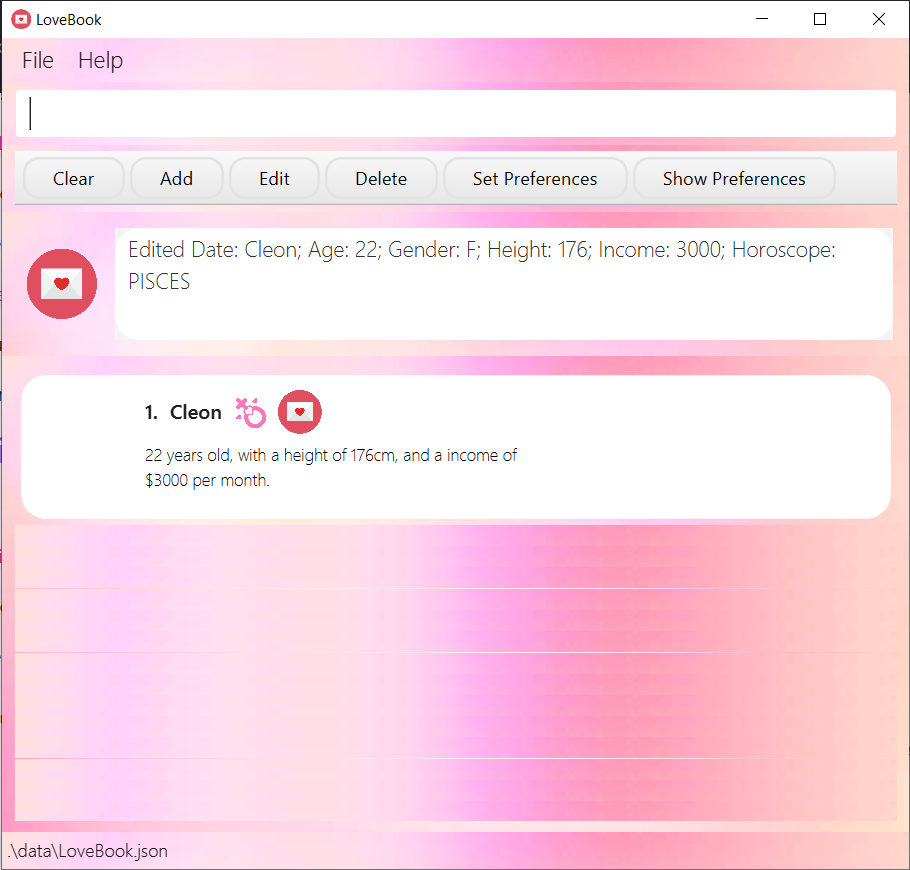 LoveBook
File Help
Clear Add Edit Delete Set Preferences Show Preferences
Edited Date: Cleon; Age: 22; Gender: F; Height: 176; Income: 3000; Horoscope:
PISCES
1. Cleon
22 years old, with a height of 176cm, and a income of
$3000 per month.
.\data\LoveBook.json